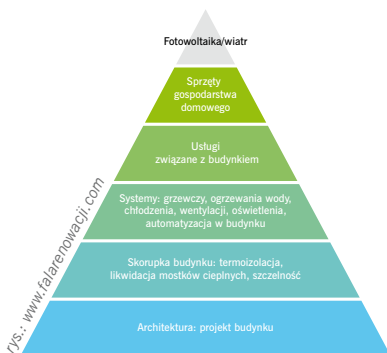 Fotowoltaika/wiatr
Sprzęty
gospodarstwa
domowego
Usługi
związane z budynkiem
Systemy: grzewczy, ogrzewania wody,
chłodzenia, wentylacji, oświetlenia,
automatyzacja w budynku
Skorupka budynku: termoizolacja,
likwidacja mostków cieplnych, szczelność
Architektura: projekt budynku
rys.: www.falarenowacji.com